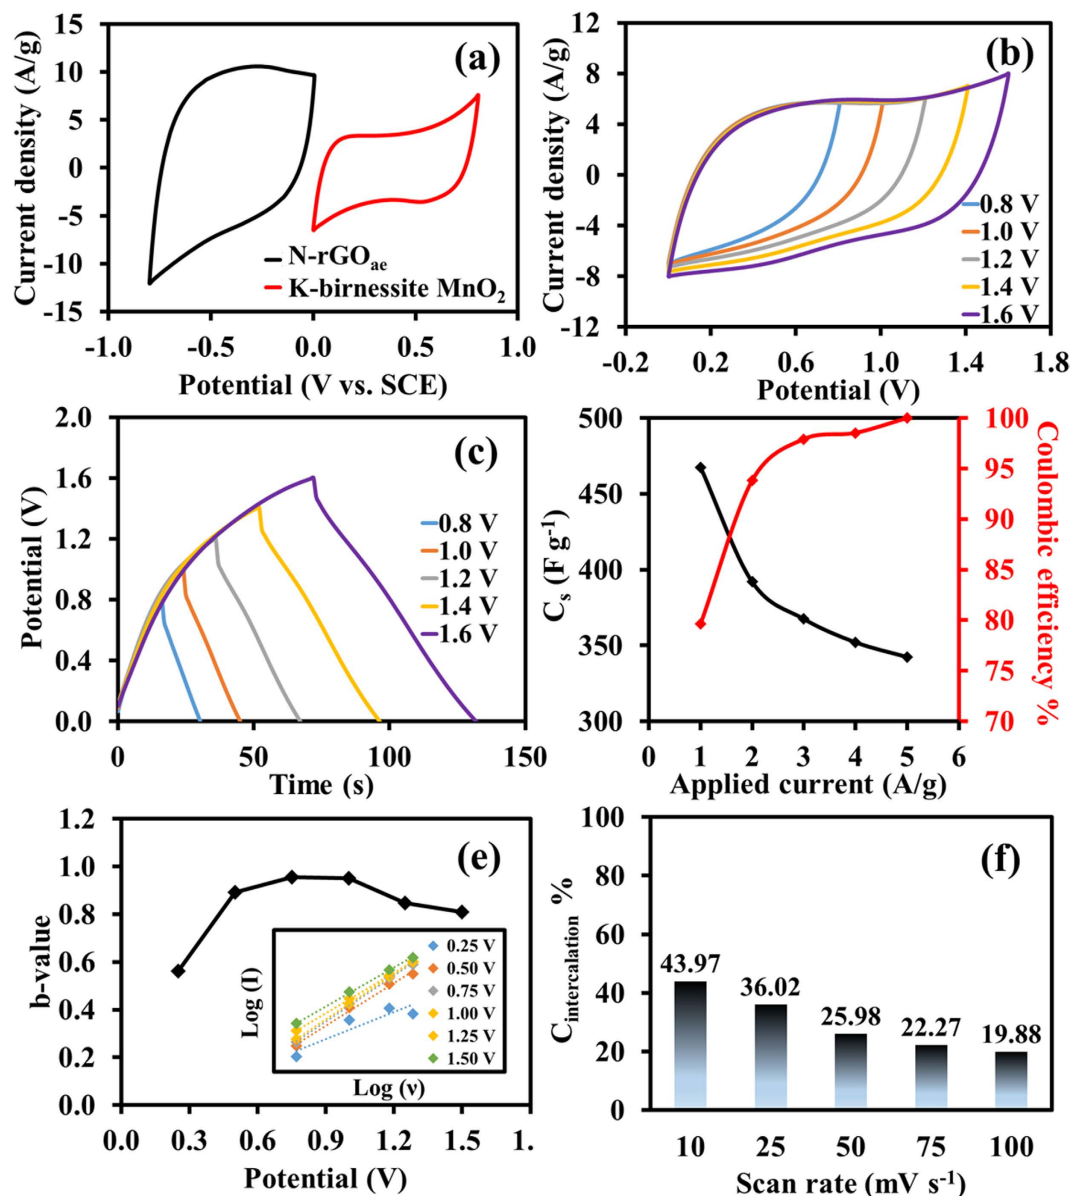 (a)
Current density (A/g)
15
10
5
0
-5
-10
-15
N-rGOae
K-birnessite MnO2
-1.0 -0.5 0.0 0.5 1.0
Potential (V vs. SCE)
(b)
Current density (A/g)
12
8
4
0
-4
-8
-12
0.8 V
1.0 V
1.2 V
1.4 V
1.6 V
-0.2 0.2 0.6 1.0 1.4 1.8
Potential (V)
(c)
Potential (V)
2.0
1.6
1.2
0.8
0.4
0.0
0.8 V
1.0 V
1.2 V
1.4 V
1.6 V
0 50 100 150
Time (s)
Cs (F g-1)
500
450
400
350
300
100
95
90
85
80
75
70
Coulombic efficiency %
0 1 2 3 4 5 6
Applied current (A/g)
(e)
b-value
1.2
1.0
0.8
0.6
0.4
0.2
0.0
Log (I)
0.25 V
0.50 V
0.75 V
1.00 V
1.25 V
1.50 V
Log (ν)
0.0 0.3 0.6 0.9 1.2 1.5 1.
Potential (V)
(f)
Cintercalation %
100
80
60
40
20
0
43.97
36.02
25.98
22.27
19.88
10 25 50 75 100
Scan rate (mV s-1)